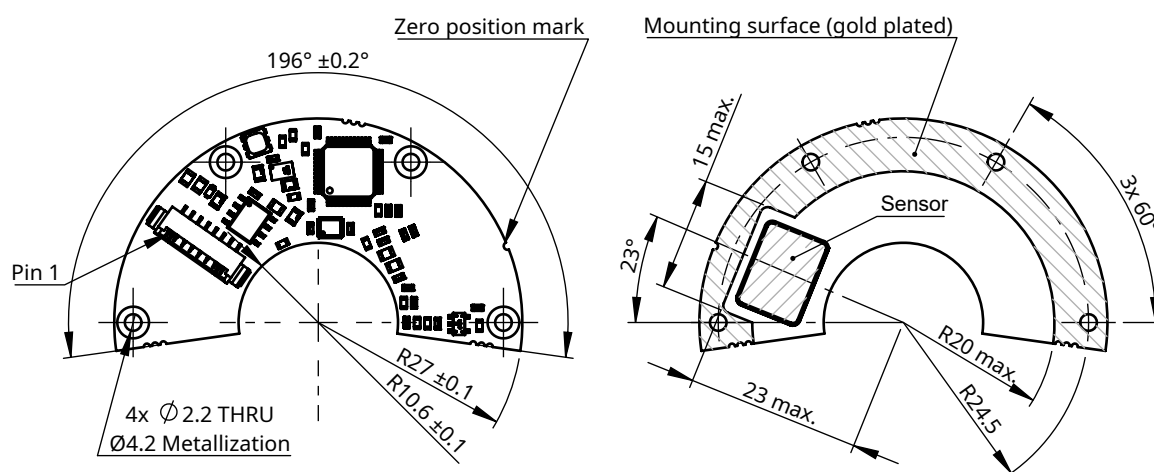 Zero position mark
196° ±0.2°
Pin 1
R27 ±0.1
R10.6 ±0.1
4x ∅ 2.2 THRU
Ø4.2 Metallization
Mounting surface (gold plated)
15 max.
Sensor
3x 60°
23°
R20 max.
23 max.
R24.5